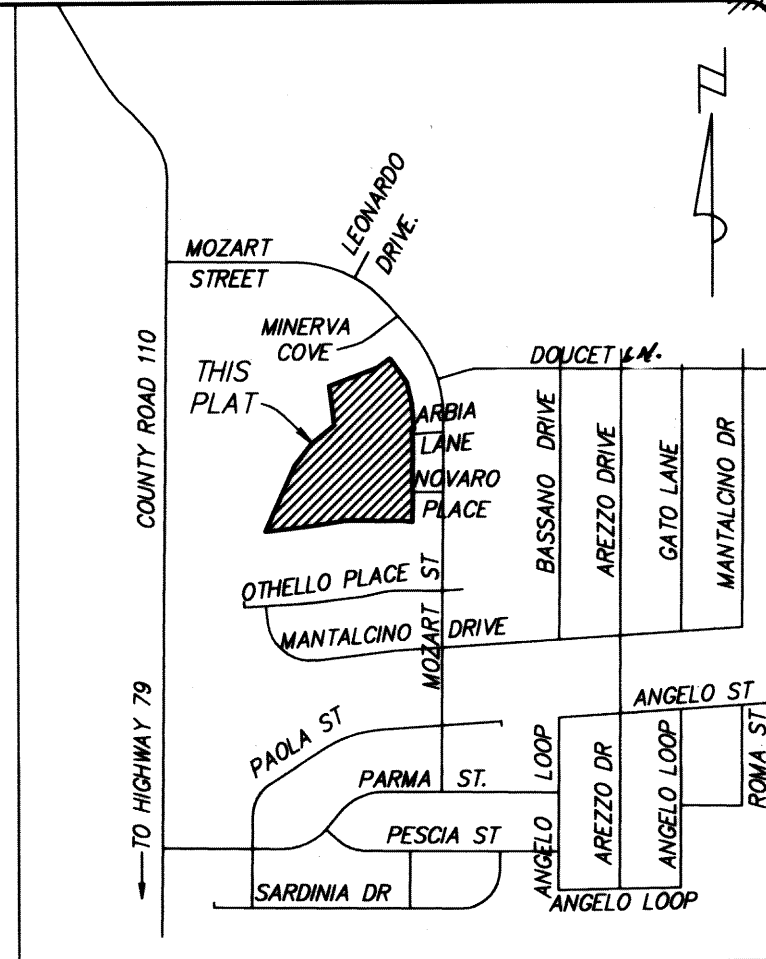 N
LEONARDO
DRIVE.
MOZART
STREET
MINERVA
COVE
THIS
PLAT
DOUCET LN.
ARBIA
LANE
NOVARO
PLACE
COUNTY ROAD 110
BASSANO DRIVE
AREZZO DRIVE
GATO LANE
MANTALCINO DR
OTHELLO PLACE
MOZART ST
MANTALCINO DRIVE
TO HIGHWAY 79
ANGELO ST
PAOLA ST
PARMA ST.
ANGELO LOOP
AREZZO DR
ANGELO LOOP
ROMA ST
PESCIA ST
SARDINIA DR
ANGELO LOOP